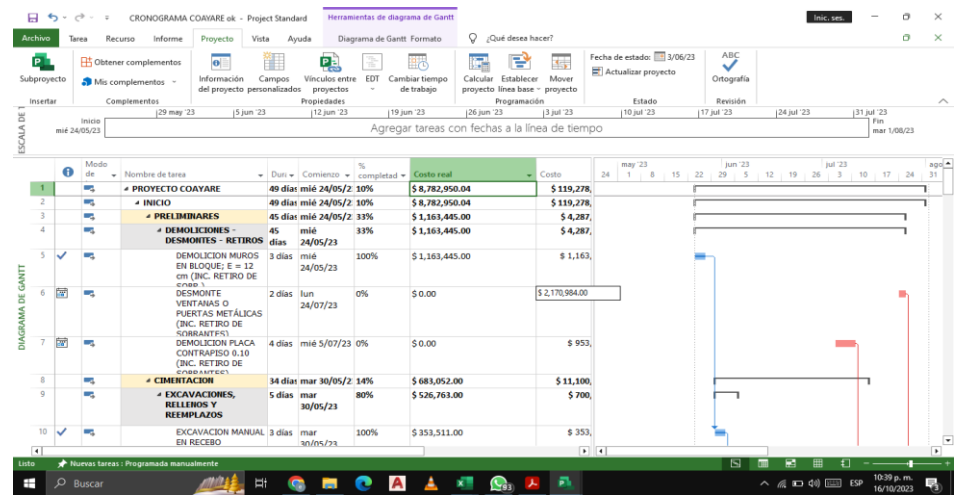 CRONOGRAMA COAYARE ok - Project Standard
Herramientas de diagrama de Gantt
Inic. ses.
Archivo Tarea Recurso Informe Proyecto Vista Ayuda Diagrama de Gantt Formato ¿Qué desea hacer?
Subproyecto
Obtener complementos
Mis complementos
Información del proyecto
Campos personalizados
Vínculos entre proyectos
EDT
Cambiar tiempo de trabajo
Calcular proyecto
Establecer línea base
Mover proyecto
Fecha de estado: 3/06/23
Actualizar proyecto
ABC
Ortografía
Insertar Complementos Propiedades Programación Estado Revisión
ESCALA DE T
29 may '23 5 jun '23 12 jun '23 19 jun '23 26 jun '23 3 jul '23 10 jul '23 17 jul '23 24 jul '23 31 jul '23
Inicio
mié 24/05/23
Agregar tareas con fechas a la línea de tiempo
Fin
mar 1/08/23
DIAGRAMA DE GANTT
Modo de Nombre de tarea Comienzo % completad Costo real Costo
may '23 jun '23 jul '23 ago
24 1 8 15 22 29 5 12 19 26 3 10 17 24 31
1 PROYECTO COAYARE 49 días mié 24/05/2 10% $ 8,782,950.04 $ 119,278,
2 INICIO 49 días mié 24/05/2 10% $ 8,782,950.04 $ 119,278,
3 PRELIMINARES 45 días mié 24/05/2 33% $ 1,163,445.00 $ 4,287,
4 DEMOLICIONES - DESMONTES - RETIROS 45 días mié 24/05/23 33% $ 1,163,445.00 $ 4,287,
5 DEMOLICION MUROS EN BLOQUE; E = 12 cm (INC. RETIRO DE SOBR.) 3 días mié 24/05/23 100% $ 1,163,445.00 $ 1,163,
6 DESMONTE VENTANAS O PUERTAS METÁLICAS (INC. RETIRO DE SOBRANTES) 2 días lun 24/07/23 0% $ 0.00 $ 2,170,984.00
7 DEMOLICION PLACA CONTRAPISO 0.10 (INC. RETIRO DE SOBRANTES) 4 días mié 5/07/23 0% $ 0.00 $ 953,
8 CIMENTACION 34 días mar 30/05/2 14% $ 683,052.00 $ 11,100,
9 EXCAVACIONES, RELLENOS Y REEMPLAZOS 5 días mar 30/05/23 80% $ 526,763.00 $ 700,
10 EXCAVACION MANUAL EN RECEBO 3 días mar 30/05/23 100% $ 353,511.00 $ 353,
Listo Nuevas tareas : Programada manualmente
Buscar
93
ESP
10:39 p. m.
16/10/2023
3